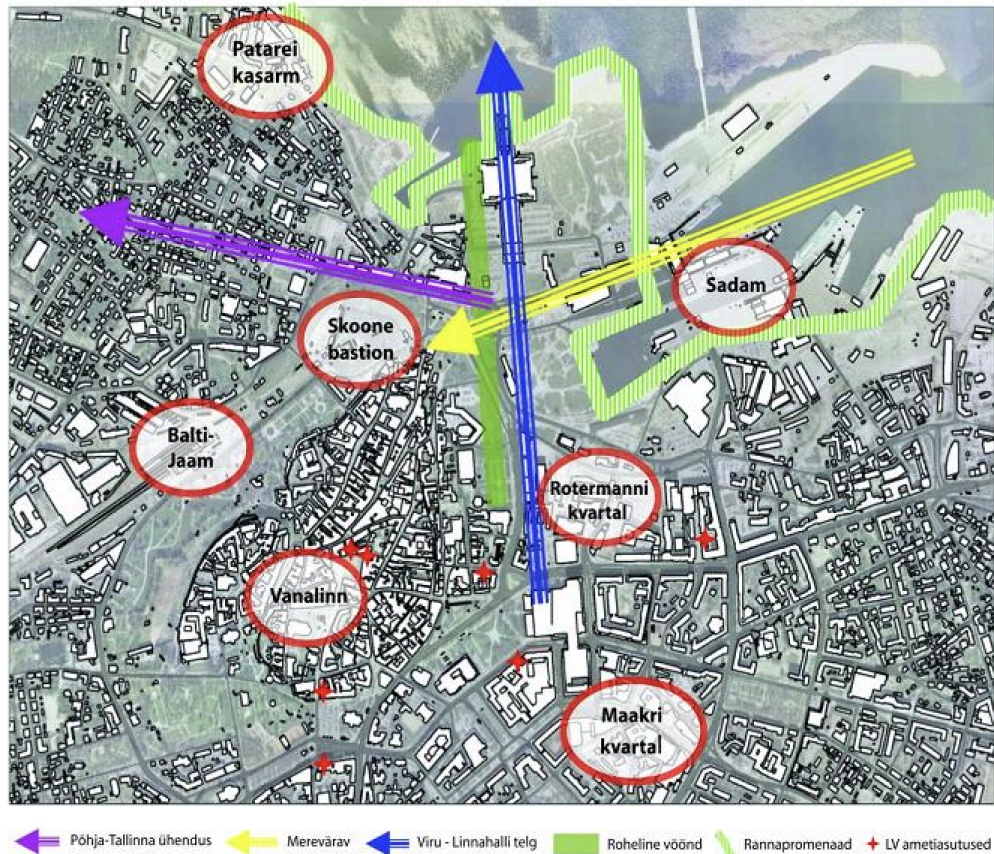 Patarei
kasarm
Skoone
bastion
Sadam
Balti-
Jaam
Rotermanni
kvartal
Vanalinn
Maakri
kvartal
Põhja-Tallinna ühendus
Merevärav
Viru - Linnahalli telg
Roheline vöönd
Rannapromenaad
LV ametiasutused